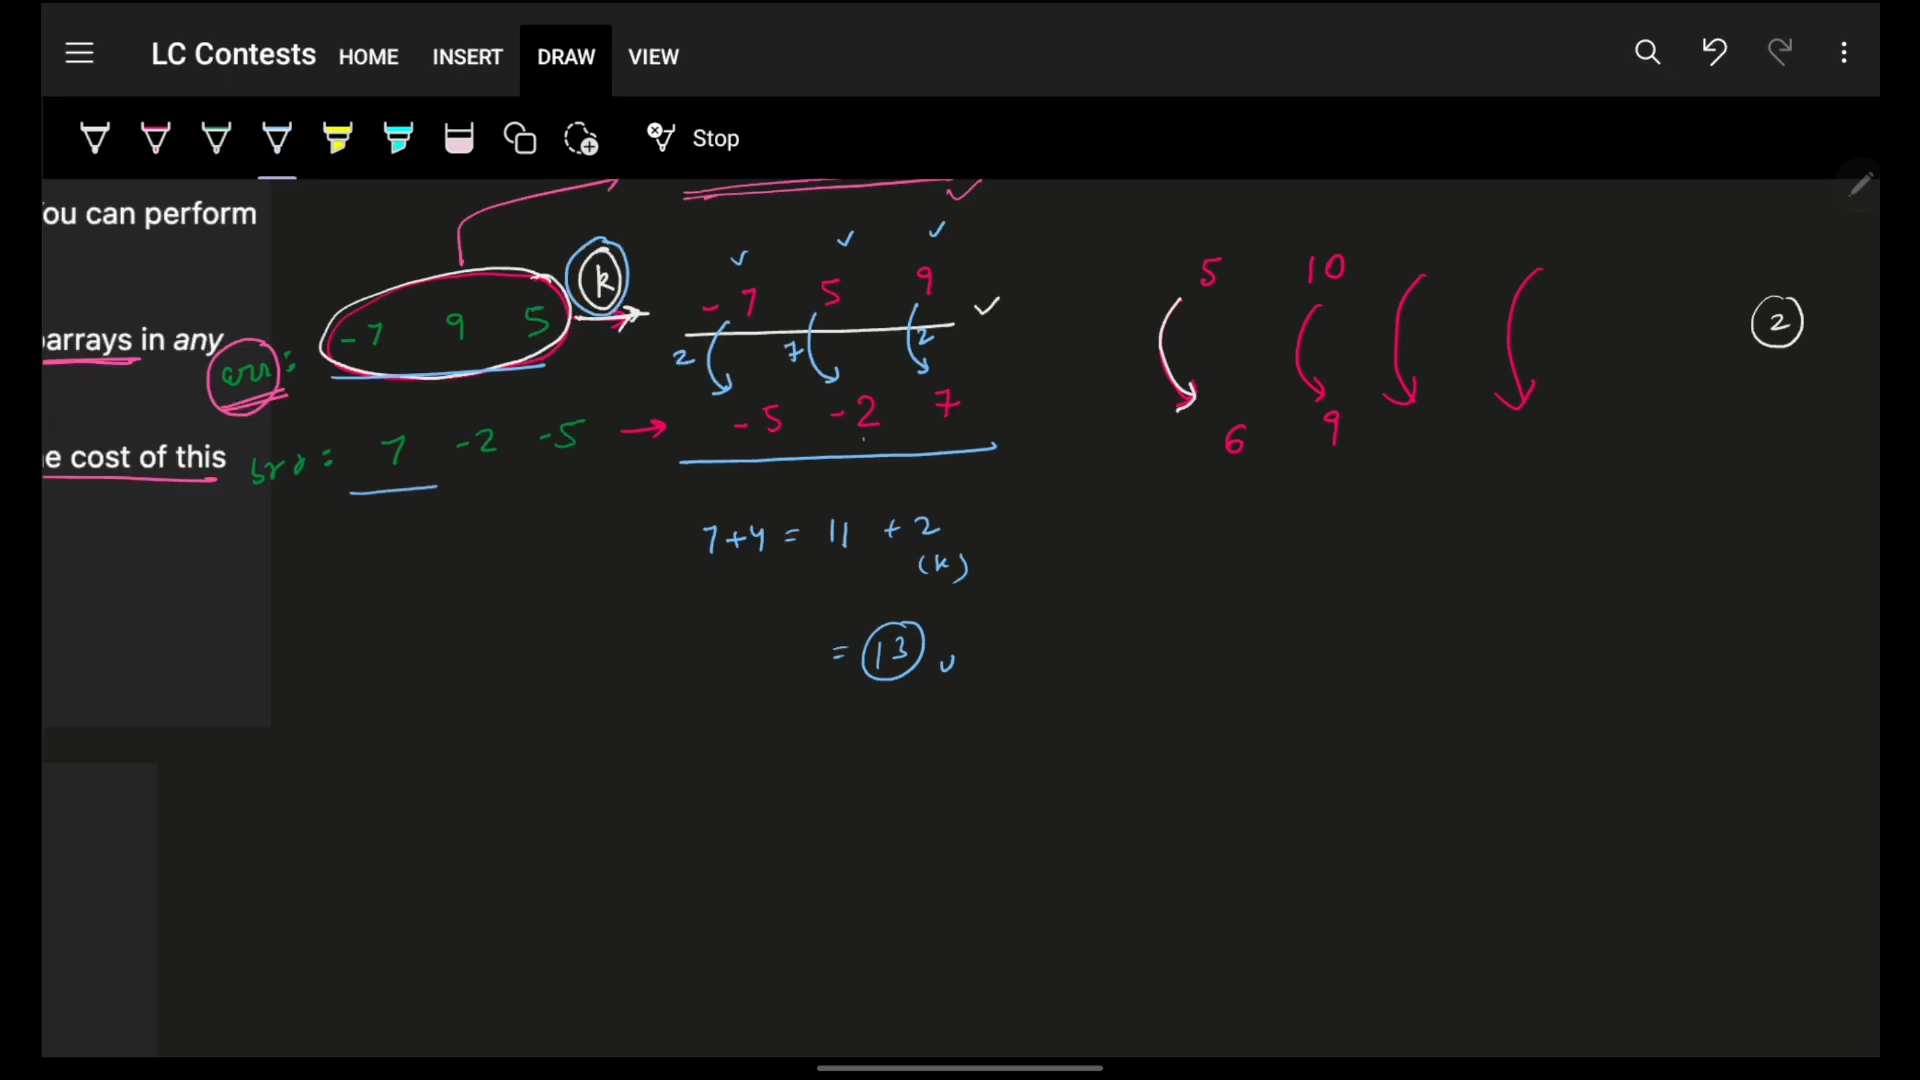 LC Contests HOME INSERT DRAW VIEW
Stop
ou can perform
k
- 7 5 9
5 10
2
-7 9 5
arrays in any
arr:
2 7 2
-5 -2 7
6 9
e cost of this
brr: 7 -2 -5
7+4 = 11 + 2
(k)
= 13